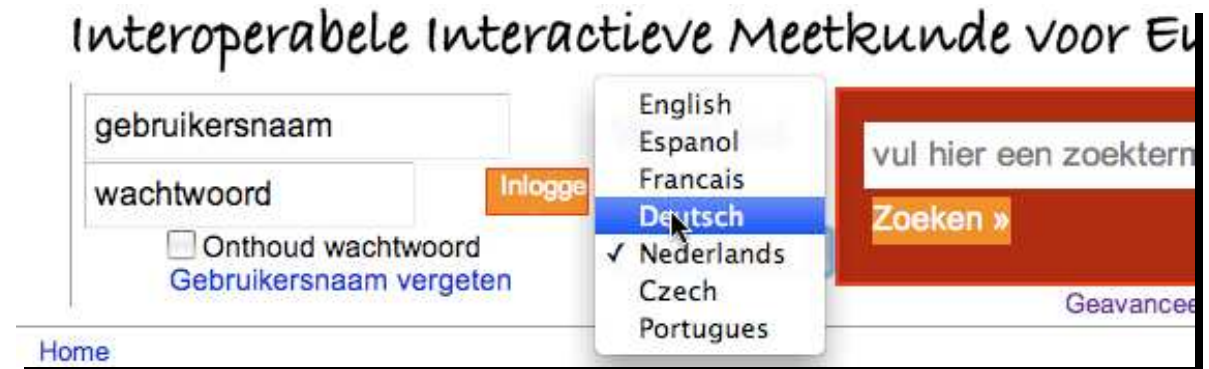 Interoperabele Interactieve Meetkunde voor
gebruikersnaam
wachtwoord
Onthoud wachtwoord
Gebruikersnaam vergeten
Inlogge
English
Espanol
Francais
Deutsch
✓ Nederlands
Czech
Portugues
vul hier een zoekterm
Zoeken »
Geavancee
Home